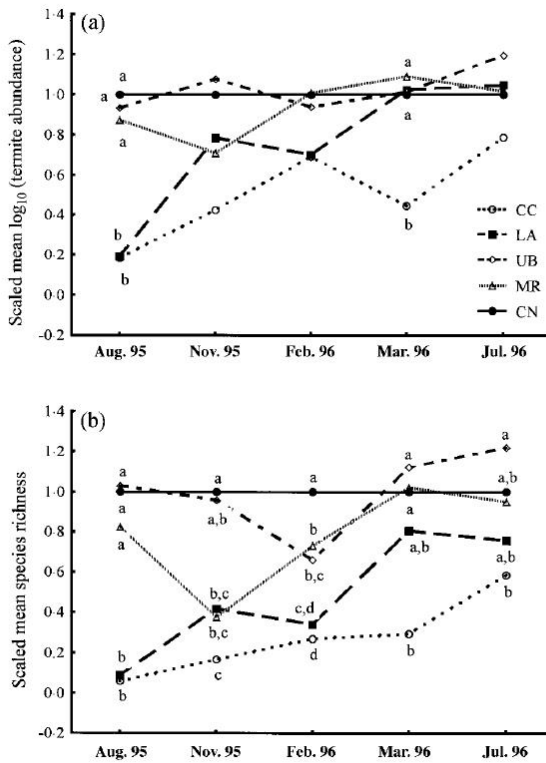 (a)
Scaled mean log10 (termite abundance)
1·4
1·2
1·0
0·8
0·6
0·4
0·2
0·0
-0·2
a
a
a
b
b
a
a
b
CC
LA
UB
MR
CN
Aug. 95 Nov. 95 Feb. 96 Mar. 96 Jul. 96
(b)
Scaled mean species richness
1·4
1·2
1·0
0·8
0·6
0·4
0·2
0·0
-0·2
a
a
a
b
b
a
a,b
b,c
b,c
c
a
b
b,c
c,d
d
a
a
a,b
b
a
a,b
a,b
b
Aug. 95 Nov. 95 Feb. 96 Mar. 96 Jul. 96